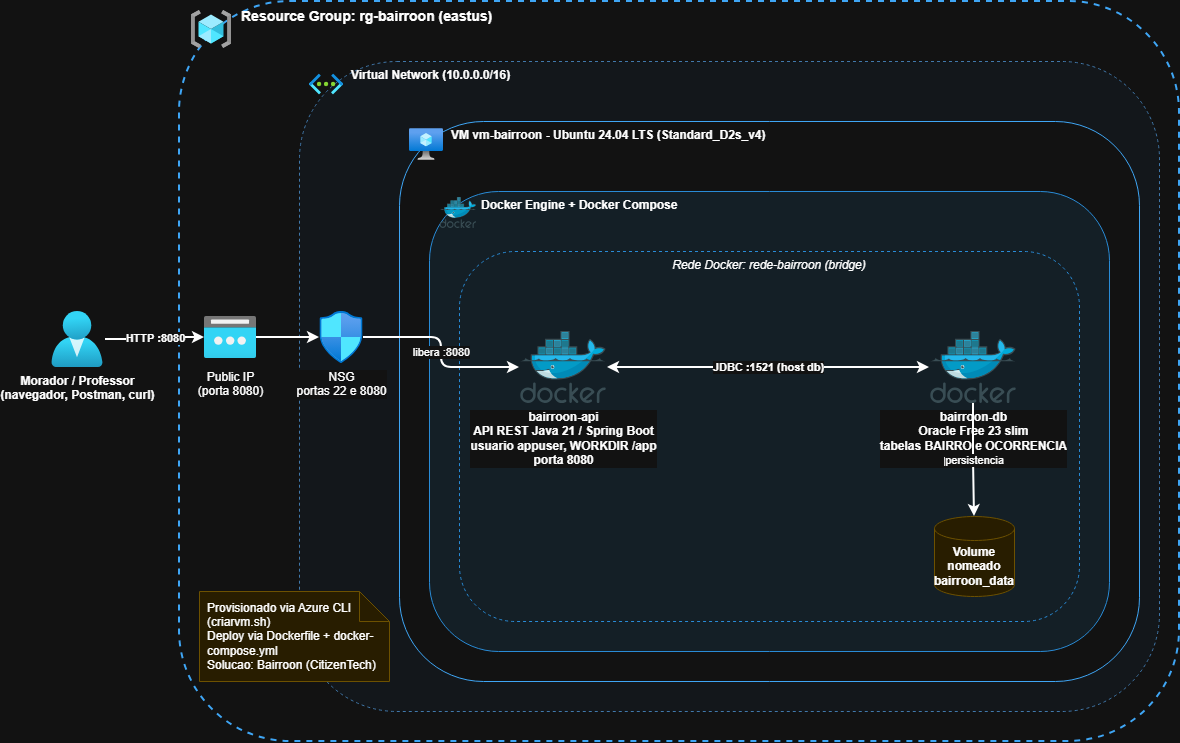 Resource Group: rg-bairroon (eastus)
Virtual Network (10.0.0.0/16)
VM vm-bairroon - Ubuntu 24.04 LTS (Standard_D2s_v4)
docker
Docker Engine + Docker Compose
Rede Docker: rede-bairroon (bridge)
Morador / Professor
(navegador, Postman, curl)
HTTP :8080
Public IP
(porta 8080)
NSG
portas 22 e 8080
libera :8080
docker
bairroon-api
API REST Java 21 / Spring Boot
usuario appuser, WORKDIR /app
porta 8080
JDBC :1521 (host db)
docker
bairroon-db
Oracle Free 23 slim
tabelas BAIRRO e OCORRENCIA
persistencia
Volume
nomeado
bairroon_data
Provisionado via Azure CLI
(criarvm.sh)
Deploy via Dockerfile + docker-
compose.yml
Solucao: Bairroon (CitizenTech)